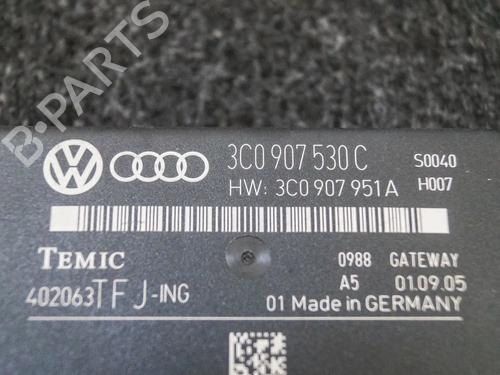 B-PARTS
3C0 907 530 C S0040
HW: 3C0 907 951 A H007
TEMIC 0988 GATEWAY
402063TFJ-ING A5 01.09.05
01 Made in GERMANY